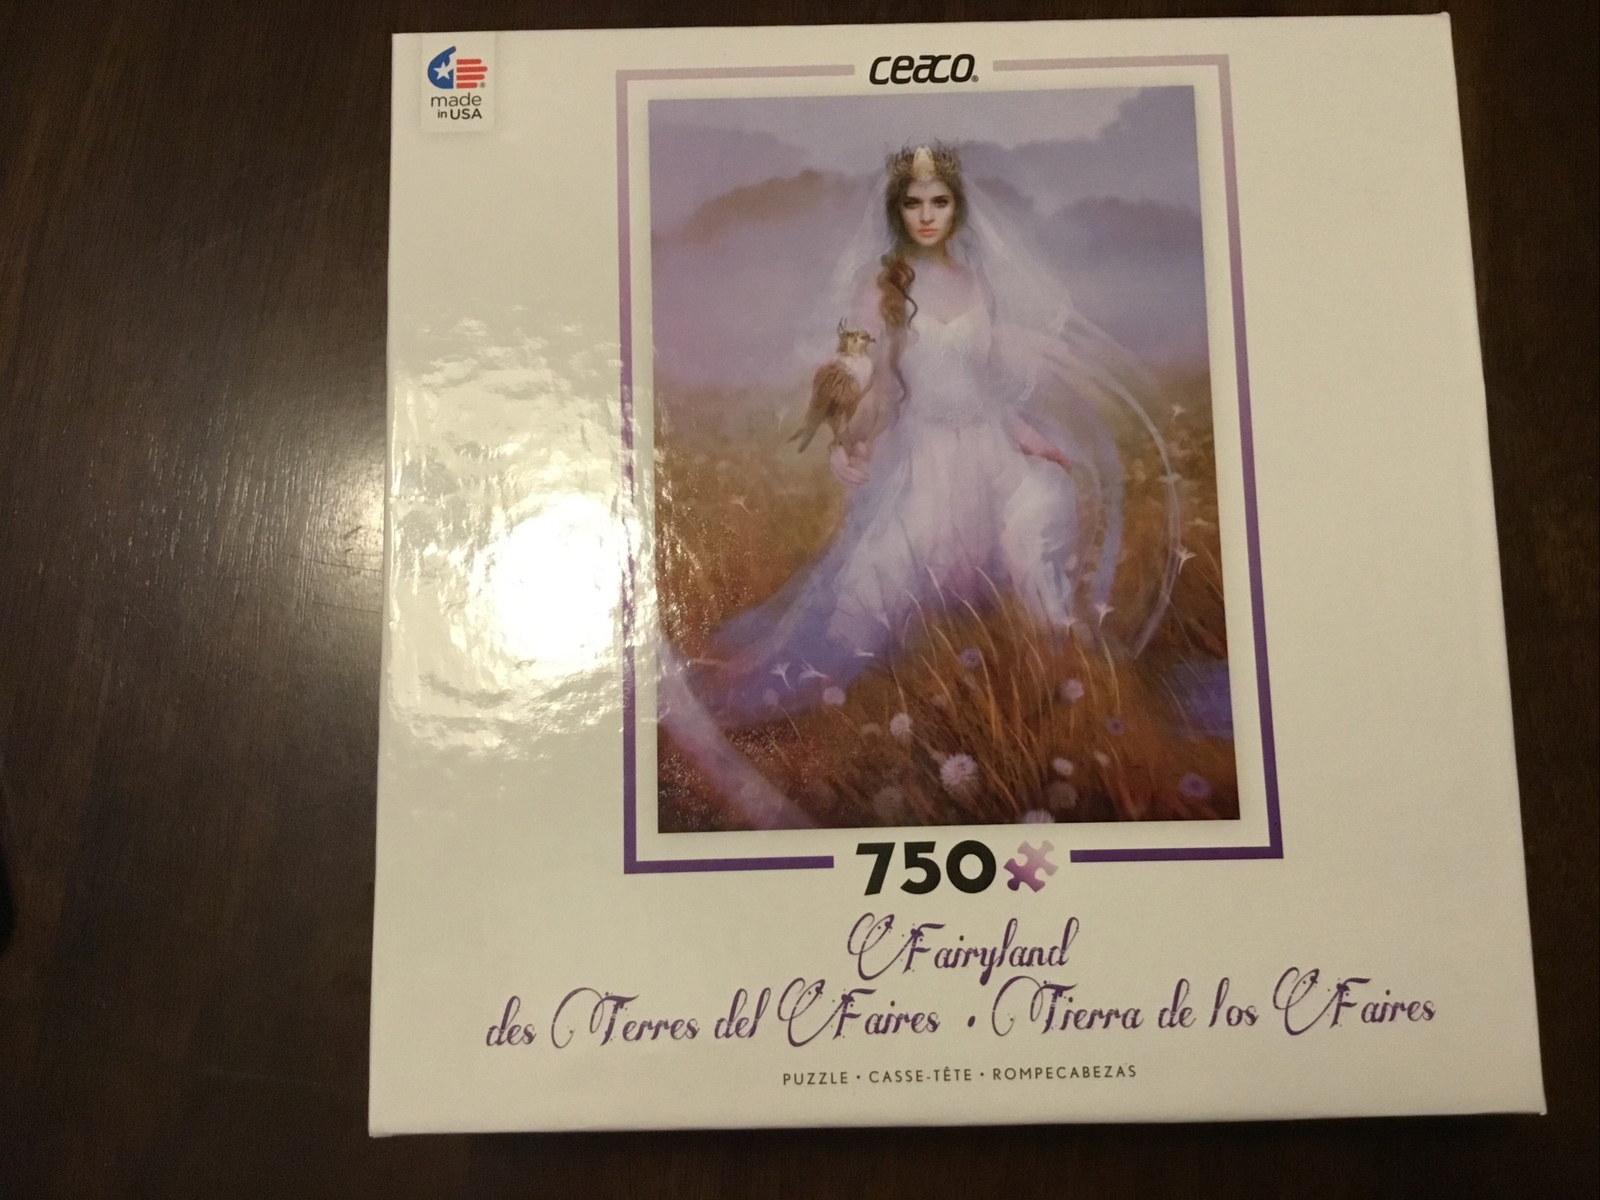 made
in USA
ceaco®
750
Fairyland
des Terres del Faires • Tierra de los Faires
PUZZLE • CASSE-TÊTE • ROMPECABEZAS